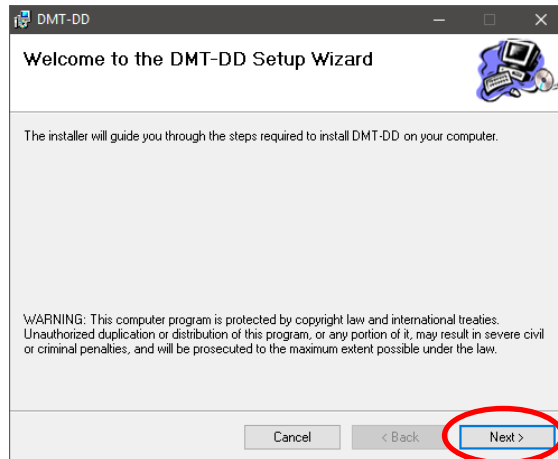 DMT-DD
Welcome to the DMT-DD Setup Wizard
The installer will guide you through the steps required to install DMT-DD on your computer.
WARNING: This computer program is protected by copyright law and international treaties.
Unauthorized duplication or distribution of this program, or any portion of it, may result in severe civil
or criminal penalties, and will be prosecuted to the maximum extent possible under the law.
Cancel
< Back
Next >